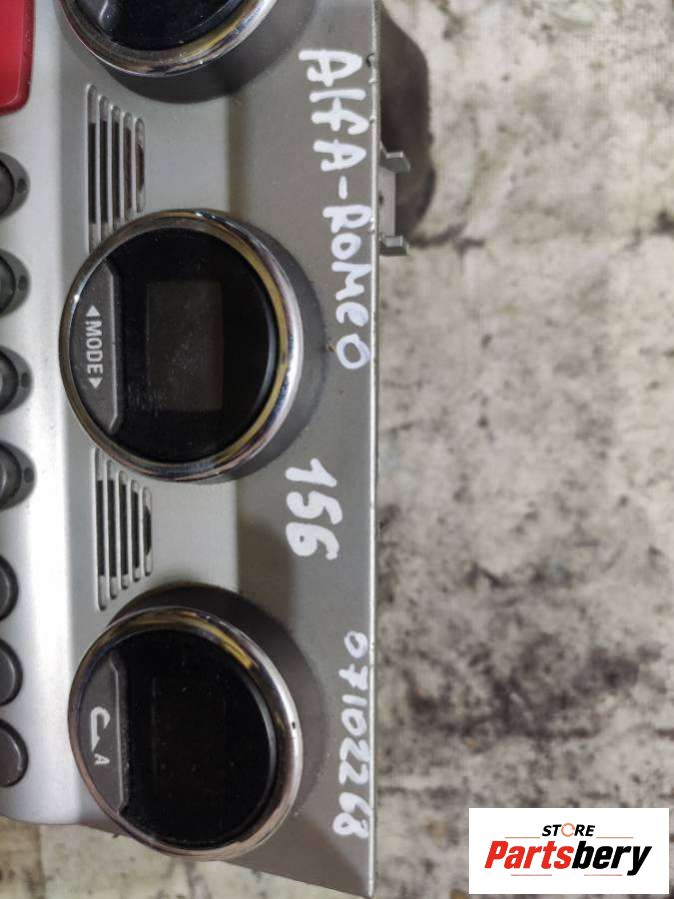 AlfA-ROMeO
156
07102268
◄MODE►
A
STORE
Partsbery